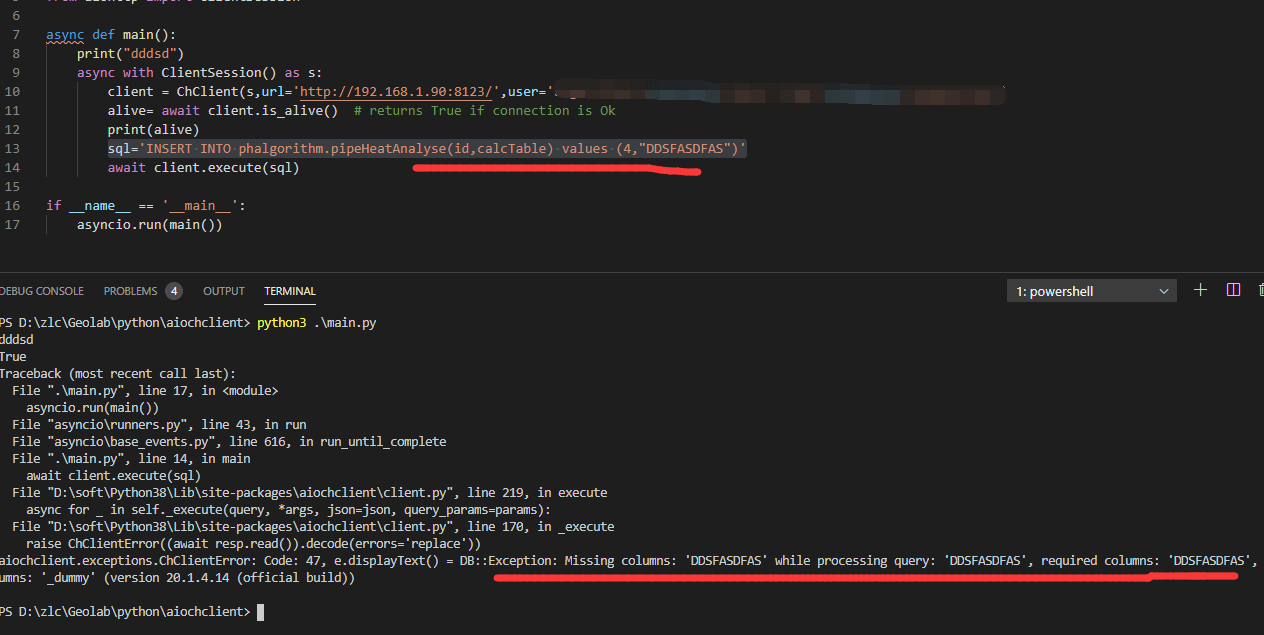 6
7 async def main():
8 print("dddsd")
9 async with ClientSession() as s:
10 client = ChClient(s,url='http://192.168.1.90:8123/',user='
11 alive= await client.is_alive() # returns True if connection is Ok
12 print(alive)
13 sql='INSERT INTO phalgorithm.pipeHeatAnalyse(id,calcTable) values (4,"DDSFASDFAS")'
14 await client.execute(sql)
15
16 if __name__ == '__main__':
17 asyncio.run(main())
DEBUG CONSOLE PROBLEMS 4 OUTPUT TERMINAL 1: powershell
PS D:\zlc\Geolab\python\aiochclient> python3 .\main.py
dddsd
True
Traceback (most recent call last):
File ".\main.py", line 17, in <module>
asyncio.run(main())
File "asyncio\runners.py", line 43, in run
File "asyncio\base_events.py", line 616, in run_until_complete
File ".\main.py", line 14, in main
await client.execute(sql)
File "D:\soft\Python38\Lib\site-packages\aiochclient\client.py", line 219, in execute
async for _ in self._execute(query, *args, json=json, query_params=params):
File "D:\soft\Python38\Lib\site-packages\aiochclient\client.py", line 170, in _execute
raise ChClientError((await resp.read()).decode(errors='replace'))
aiochclient.exceptions.ChClientError: Code: 47, e.displayText() = DB::Exception: Missing columns: 'DDSFASDFAS' while processing query: 'DDSFASDFAS', required columns: 'DDSFASDFAS',
umns: '_dummy' (version 20.1.4.14 (official build))
PS D:\zlc\Geolab\python\aiochclient>